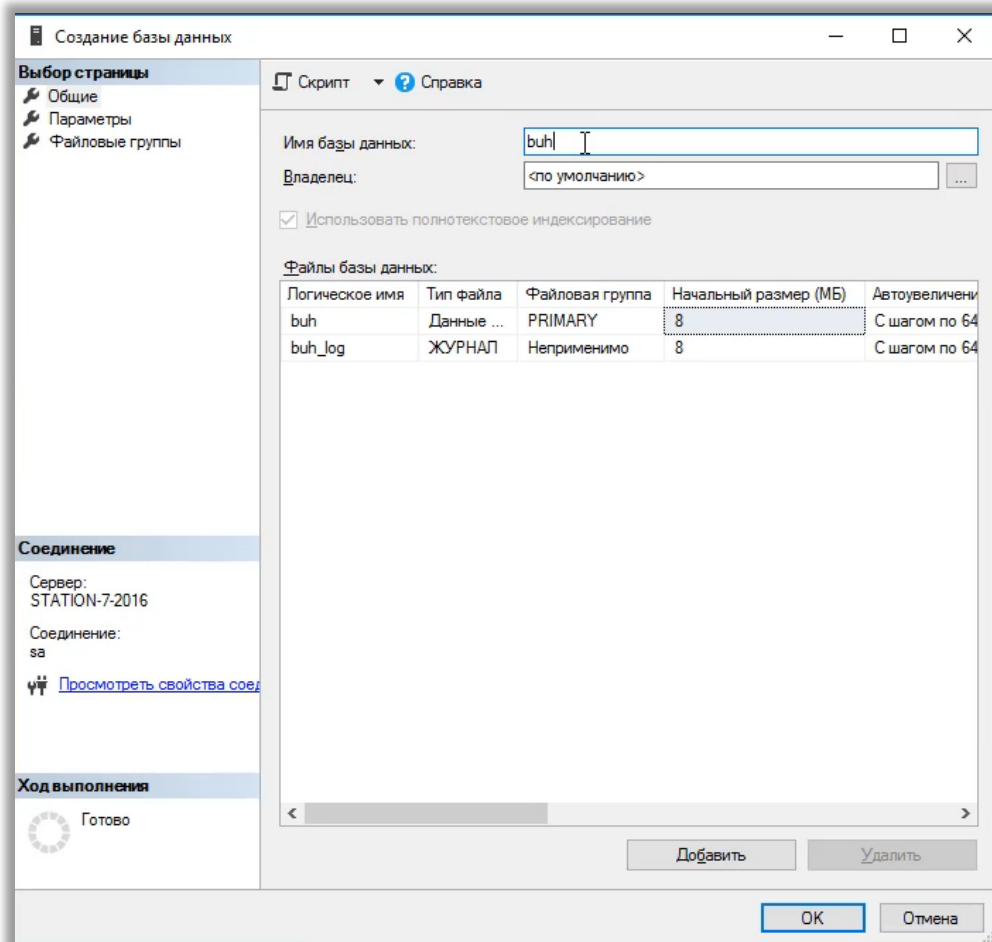 Создание базы данных
Выбор страницы
Общие
Параметры
Файловые группы
Скрипт
Справка
Имя базы данных: buh
Владелец: <по умолчанию> ...
Использовать полнотекстовое индексирование
Файлы базы данных:
Логическое имя Тип файла Файловая группа Начальный размер (МБ) Автоувеличени
buh Данные ... PRIMARY 8 С шагом по 64
buh_log ЖУРНАЛ Неприменимо 8 С шагом по 64
Соединение
Сервер:
STATION-7-2016
Соединение:
sa
Просмотреть свойства соед
Ход выполнения
Готово
Добавить Удалить
OK Отмена